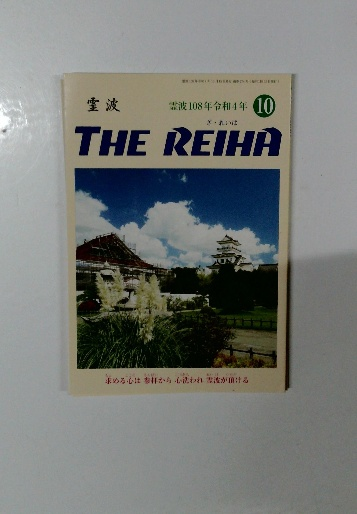 霊波
霊波108年令和4年 10
ざ・れいは
THE REIHA
求める心は 参拝から 心洗われ 霊波が頂ける